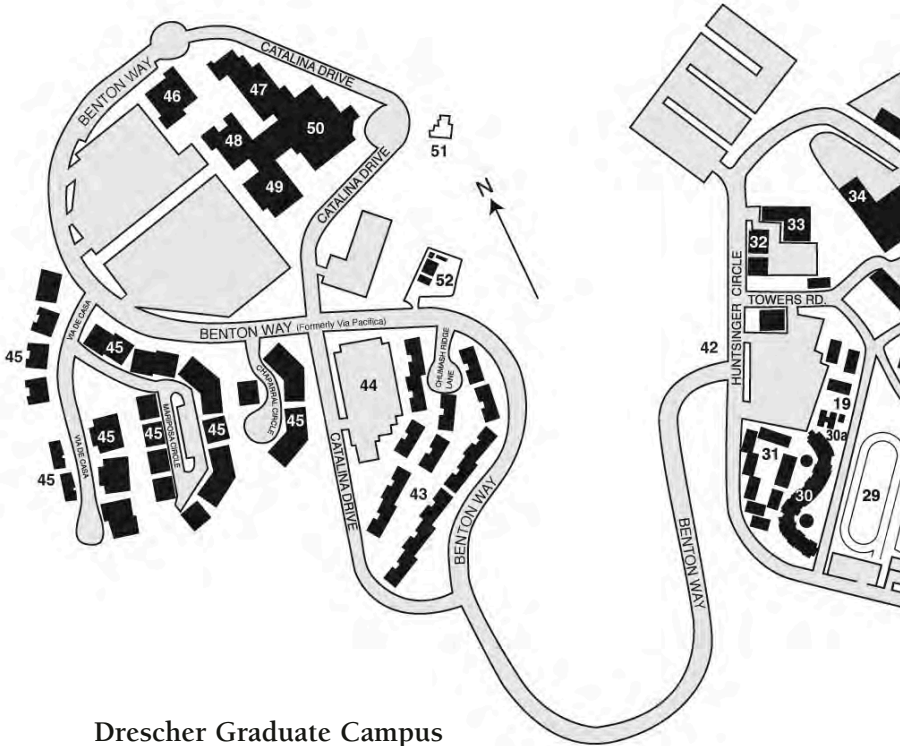 CATALINA DRIVE
BENTON WAY
47
46
50
48
51
49
CATALINA DRIVE
N
34
33
32
52
HUNTSINGER CIRCLE
TOWERS RD.
VIA DE CASA
BENTON WAY (Formerly Via Pacifica)
45
45
CHUMASH RIDGE
LANE
42
44
CHAPARRAL CIRCLE
19
45
45
MARIPOSA CIRCLE
45
45
30a
31
VIA DE CASA
45
CATALINA DRIVE
43
BENTON WAY
30
29
BENTON WAY
Drescher Graduate Campus